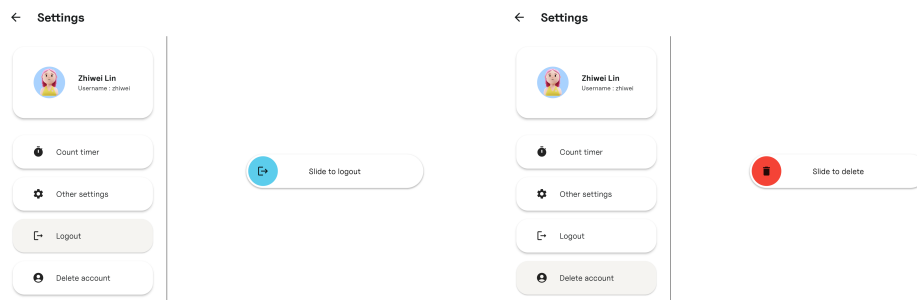 Settings
Zhiwei Lin
Username : zhiwei
Count timer
Other settings
Logout
Delete account
Slide to logout
Settings
Zhiwei Lin
Username : zhiwei
Count timer
Other settings
Logout
Delete account
Slide to delete